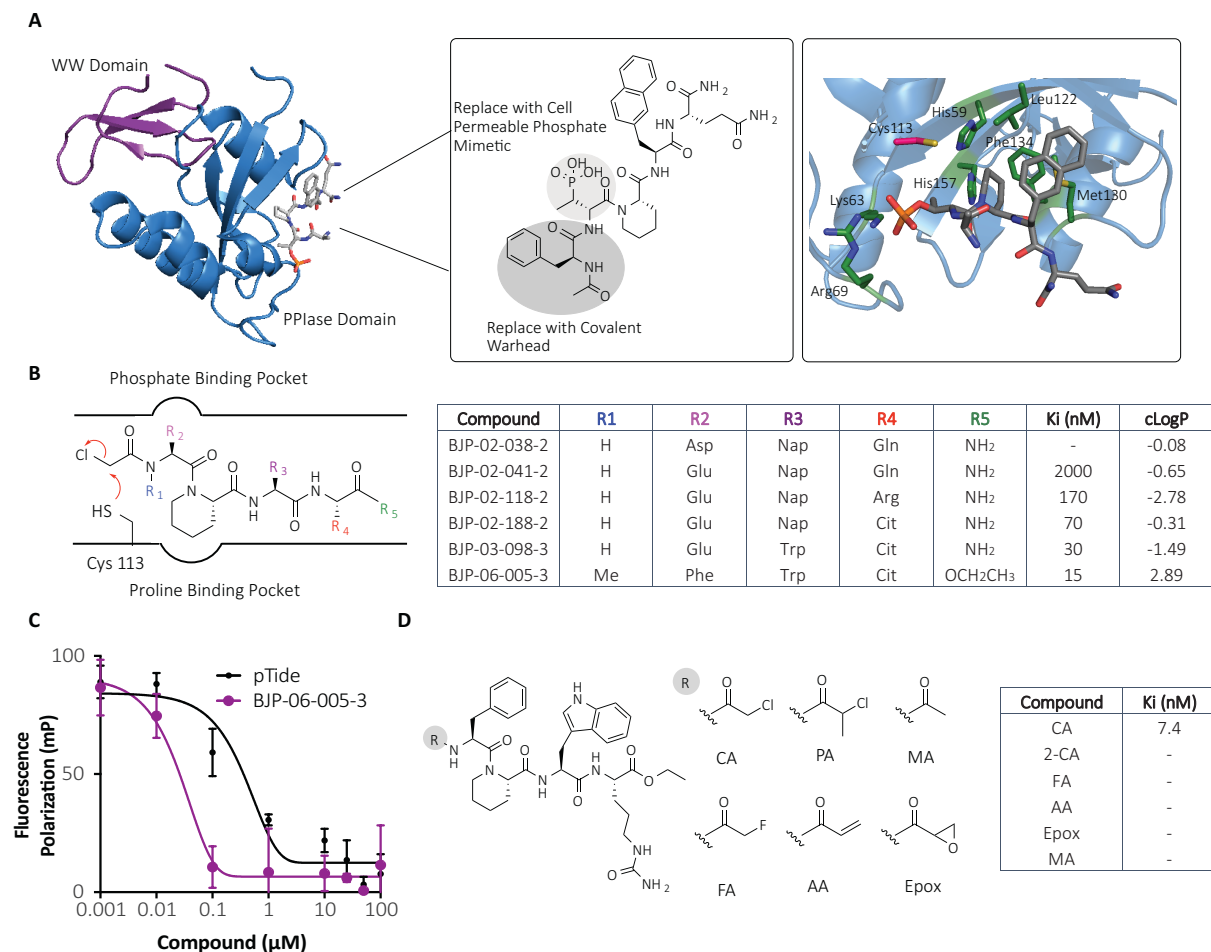 A
WW Domain
PPIase Domain
Replace with Cell
Permeable Phosphate
Mimetic
O
NH2
NH2
HN
O
O
NH
O
OH
OH
P
O
O
N
O
NH
NH
O
Replace with Covalent
Warhead
His59
Leu122
Cys113
Phe134
His157
Met130
Lys63
Arg69
B
Phosphate Binding Pocket
Cl
O
N
R1
R2
O
N
O
N
H
R3
O
H
N
R4
O
R5
HS
Cys 113
Proline Binding Pocket
Compound R1 R2 R3 R4 R5 Ki (nM) cLogP
BJP-02-038-2 H Asp Nap Gln NH2 - -0.08
BJP-02-041-2 H Glu Nap Gln NH2 2000 -0.65
BJP-02-118-2 H Glu Nap Arg NH2 170 -2.78
BJP-02-188-2 H Glu Nap Cit NH2 70 -0.31
BJP-03-098-3 H Glu Trp Cit NH2 30 -1.49
BJP-06-005-3 Me Phe Trp Cit OCH2CH3 15 2.89
C
Fluorescence
Polarization (mP)
100
50
0
pTide
BJP-06-005-3
0.001 0.01 0.1 1 10 100
Compound (µM)
D
R
N
H
O
N
O
N
H
HN
O
H
N
O
O
NH
O
NH2
R
O
Cl
CA
O
Cl
PA
O
MA
O
F
FA
O
AA
O
O
Epox
Compound Ki (nM)
CA 7.4
2-CA -
FA -
AA -
Epox -
MA -